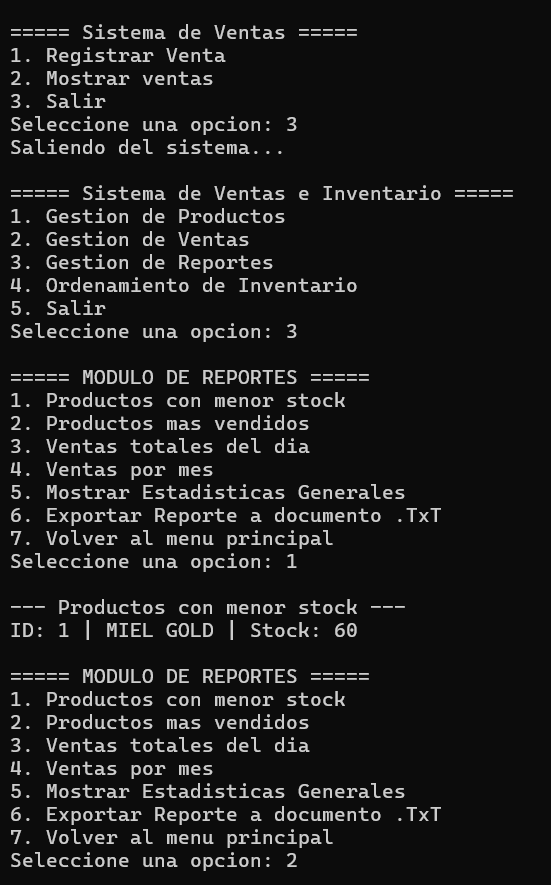 ===== Sistema de Ventas =====
1. Registrar Venta
2. Mostrar ventas
3. Salir
Seleccione una opcion: 3
Saliendo del sistema...

===== Sistema de Ventas e Inventario =====
1. Gestion de Productos
2. Gestion de Ventas
3. Gestion de Reportes
4. Ordenamiento de Inventario
5. Salir
Seleccione una opcion: 3

===== MODULO DE REPORTES =====
1. Productos con menor stock
2. Productos mas vendidos
3. Ventas totales del dia
4. Ventas por mes
5. Mostrar Estadisticas Generales
6. Exportar Reporte a documento .TxT
7. Volver al menu principal
Seleccione una opcion: 1

--- Productos con menor stock ---
ID: 1 | MIEL GOLD | Stock: 60

===== MODULO DE REPORTES =====
1. Productos con menor stock
2. Productos mas vendidos
3. Ventas totales del dia
4. Ventas por mes
5. Mostrar Estadisticas Generales
6. Exportar Reporte a documento .TxT
7. Volver al menu principal
Seleccione una opcion: 2